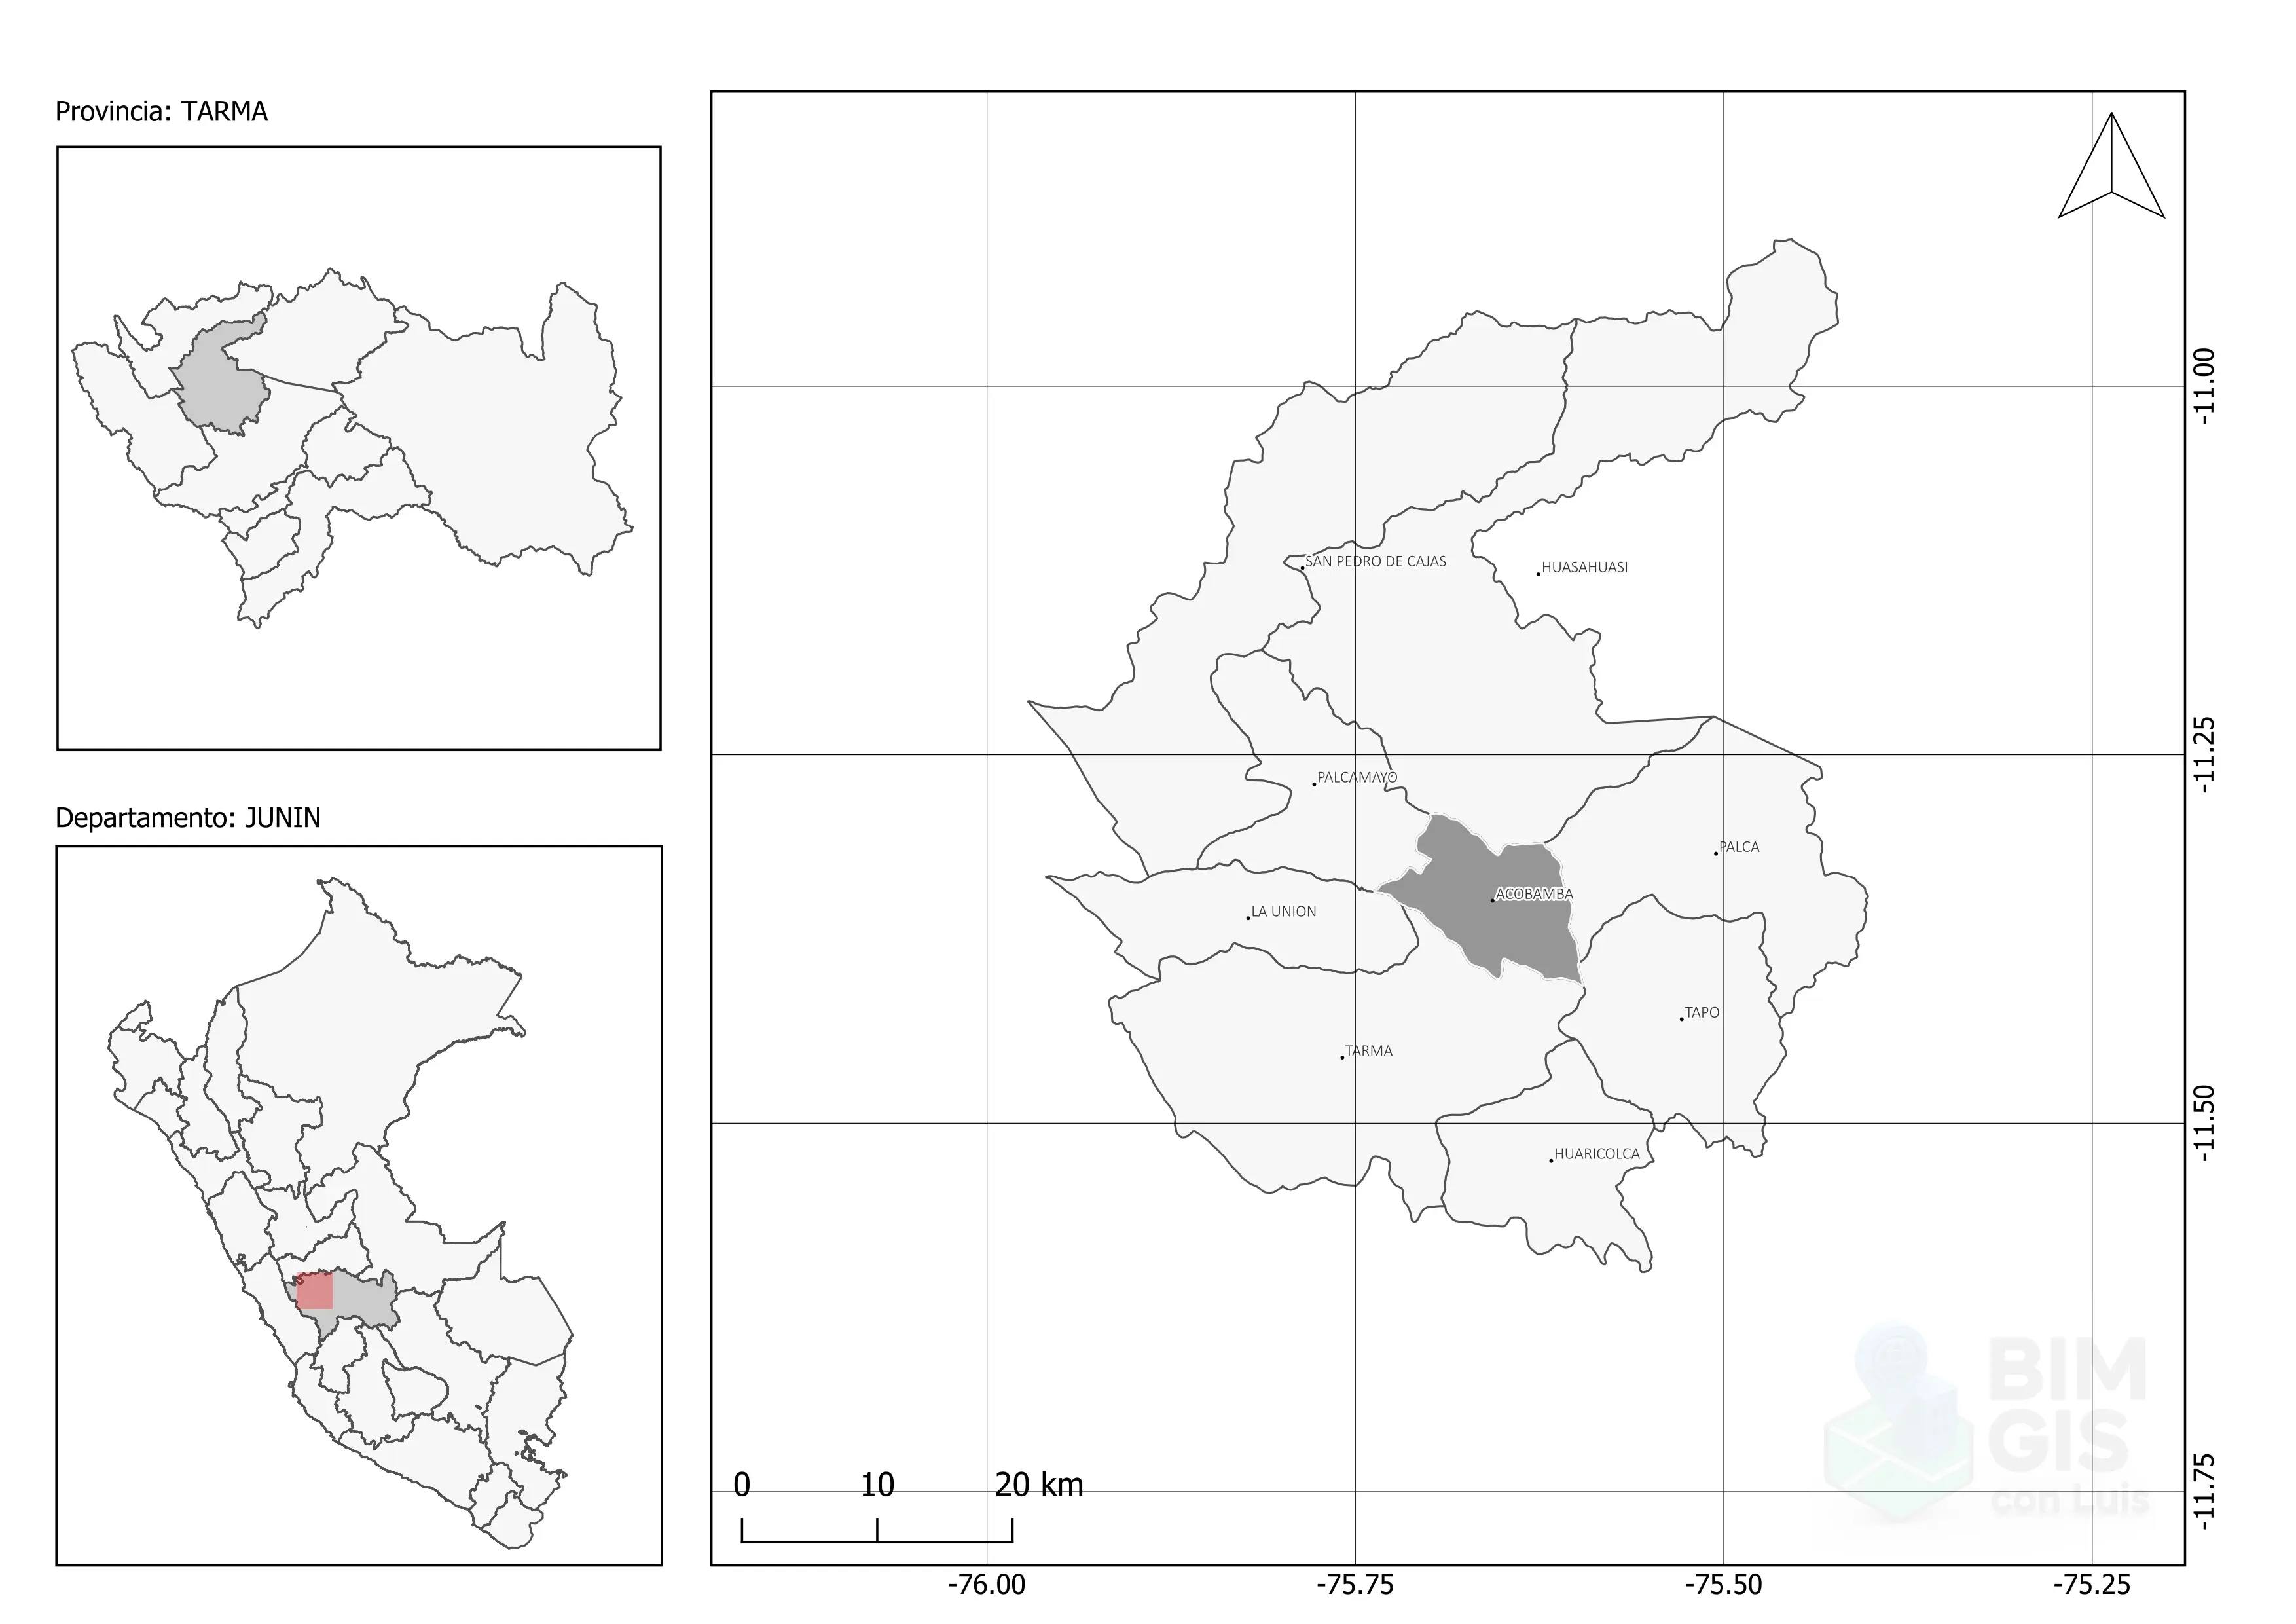 Provincia: TARMA
Departamento: JUNIN
SAN PEDRO DE CAJAS
HUASAHUASI
PALCAMAYO
PALCA
ACOBAMBA
LA UNION
TAPO
TARMA
HUARICOLCA
-11.00
-11.25
-11.50
-11.75
BIM
GIS
con Luis
0 10 20 km
-76.00 -75.75 -75.50 -75.25